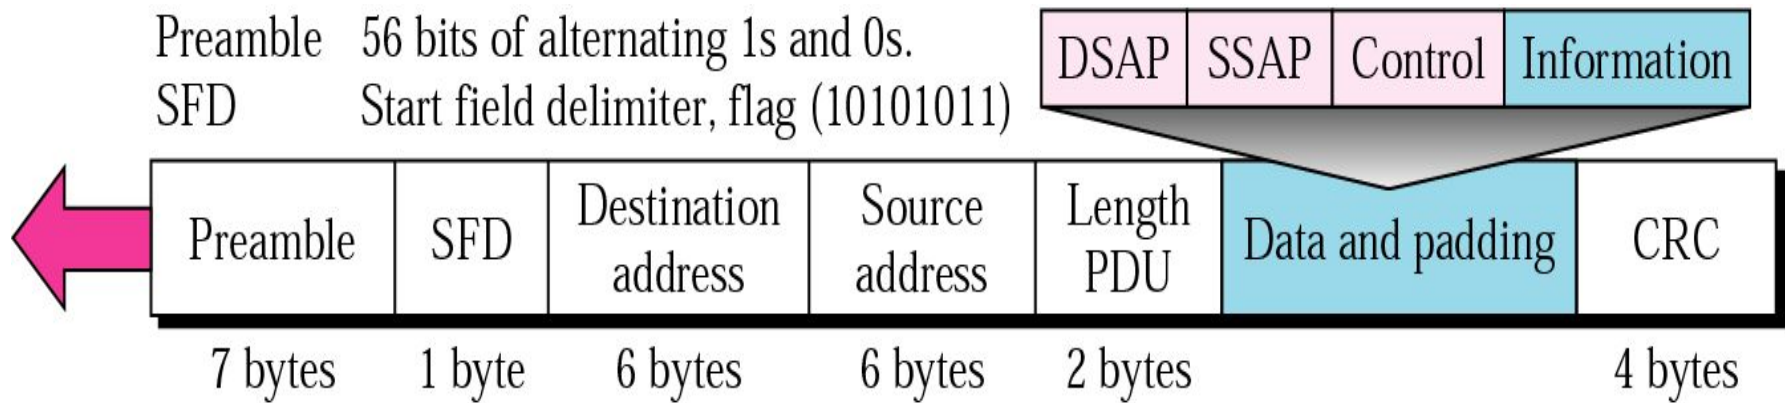 Preamble 56 bits of alternating 1s and 0s.
SFD Start field delimiter, flag (10101011)
DSAP SSAP Control Information
Preamble SFD Destination address Source address Length PDU Data and padding CRC
7 bytes 1 byte 6 bytes 6 bytes 2 bytes 4 bytes